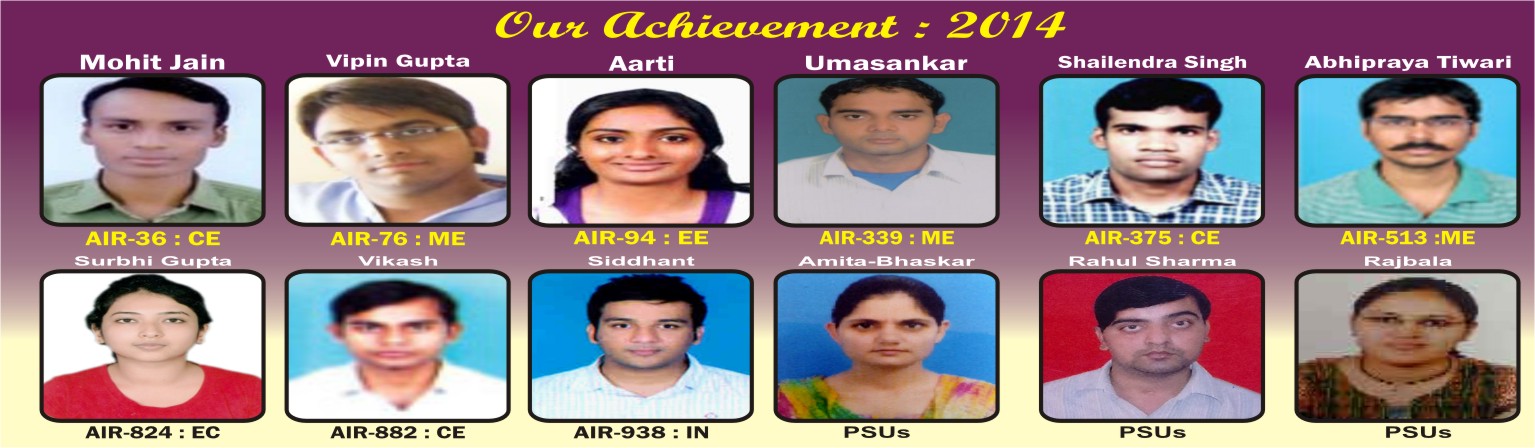 Our Achievement : 2014
Mohit Jain Vipin Gupta Aarti Umasankar Shailendra Singh Abhipraya Tiwari
AIR-36 : CE AIR-76 : ME AIR-94 : EE AIR-339 : ME AIR-375 : CE AIR-513 :ME
Surbhi Gupta Vikash Siddhant Amita-Bhaskar Rahul Sharma Rajbala
AIR-824 : EC AIR-882 : CE AIR-938 : IN PSUs PSUs PSUs